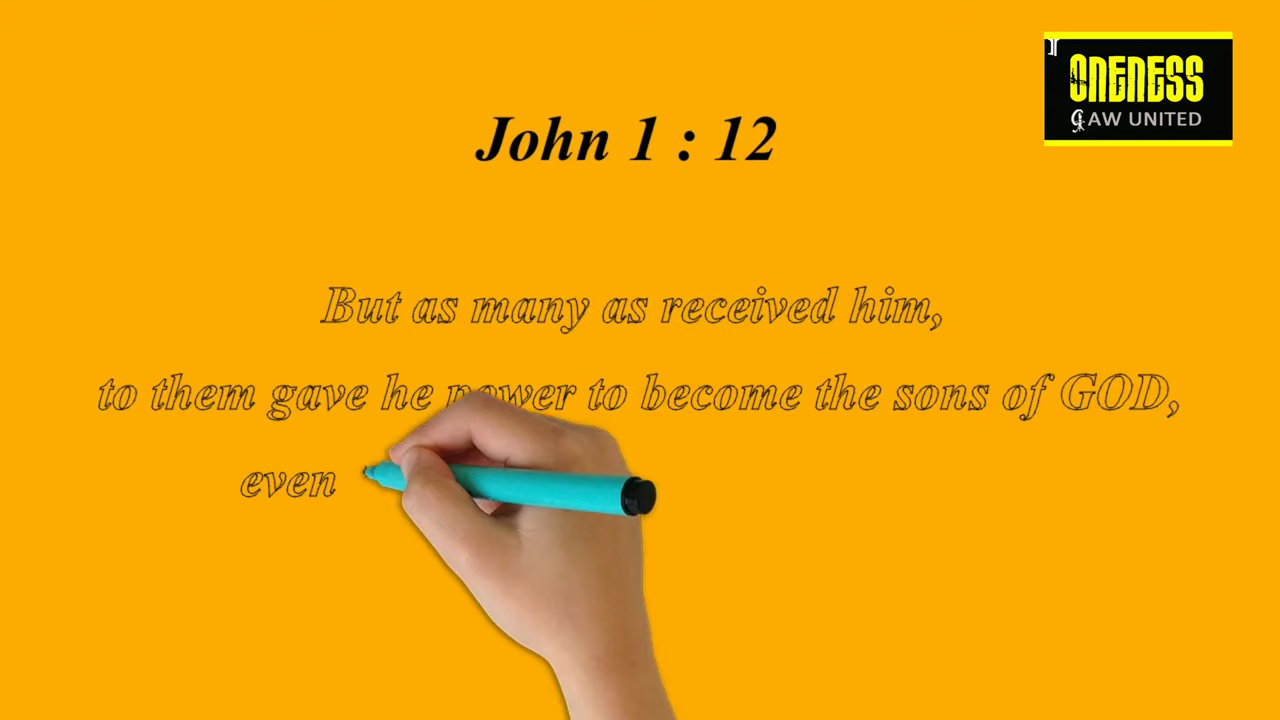 ONENESS
GAW UNITED
John 1 : 12
But as many as received him,
to them gave he power to become the sons of GOD,
even